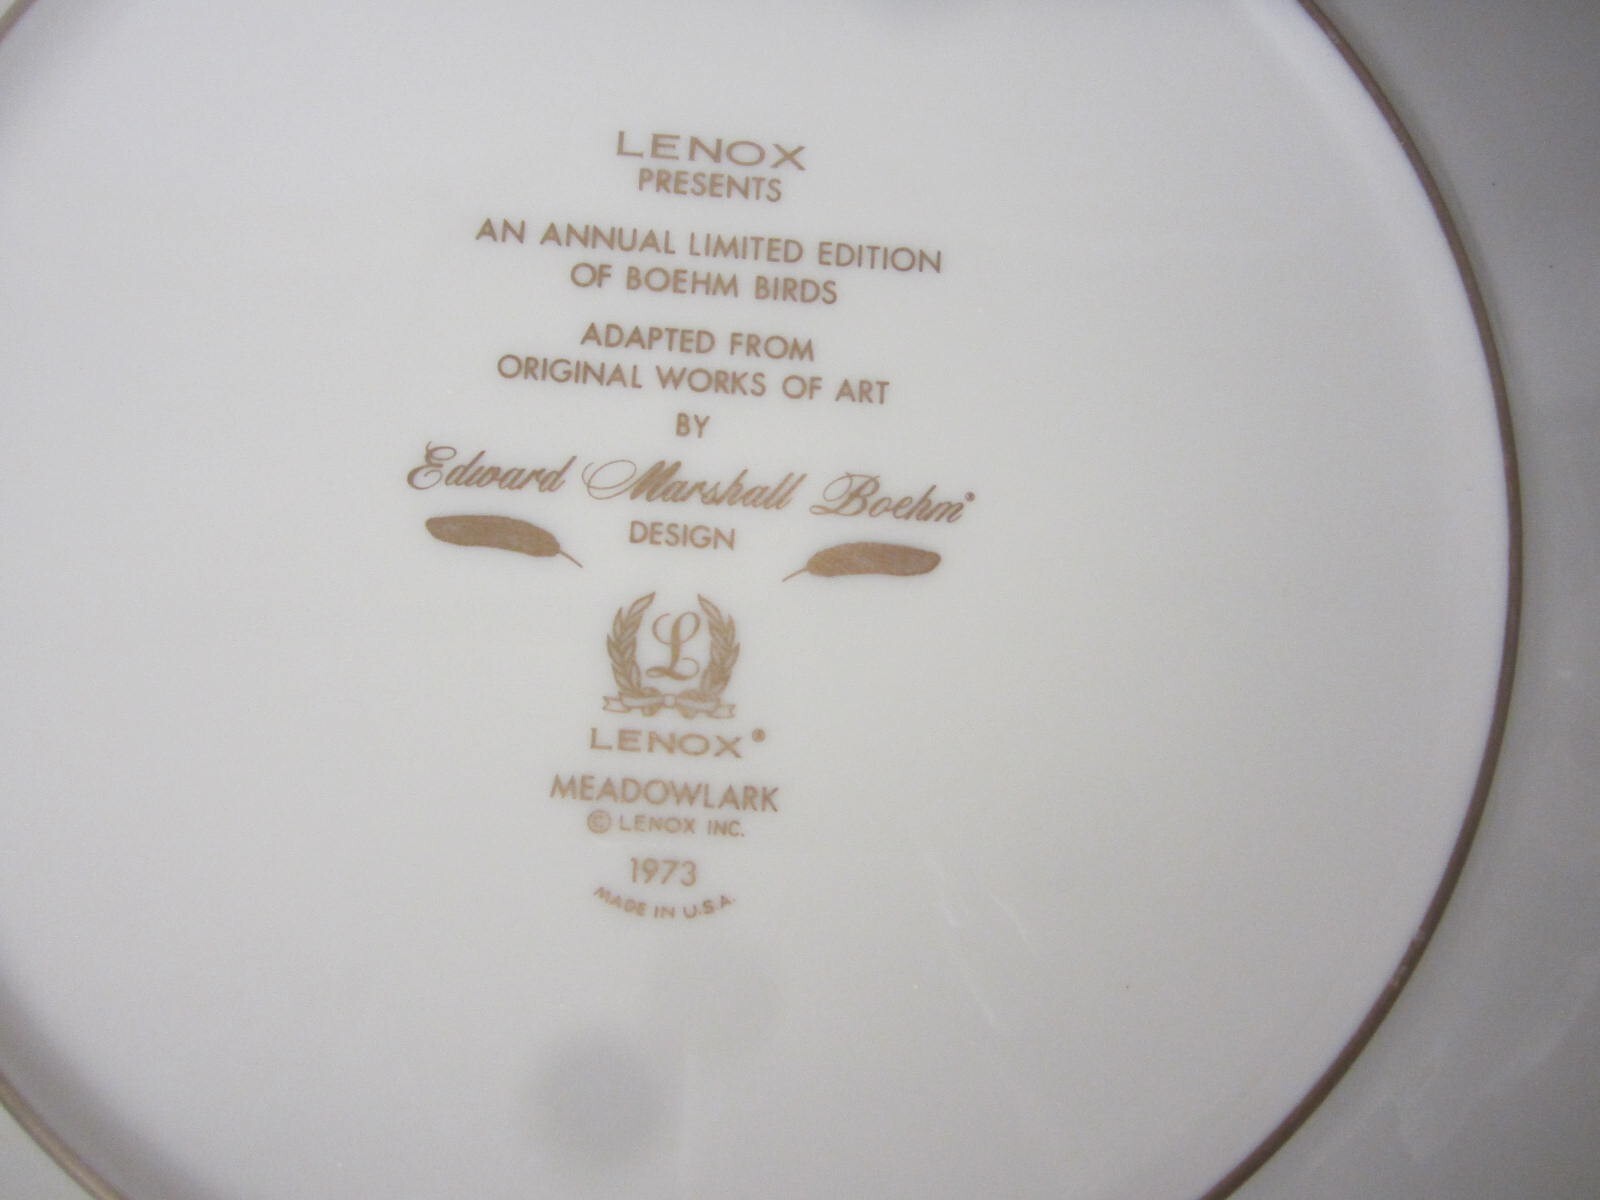 LENOX
PRESENTS
AN ANNUAL LIMITED EDITION
OF BOEHM BIRDS
ADAPTED FROM
ORIGINAL WORKS OF ART
BY
Edward Marshall Boehm®
DESIGN
L
LENOX®
MEADOWLARK
© LENOX INC.
1973
MADE IN U.S.A.